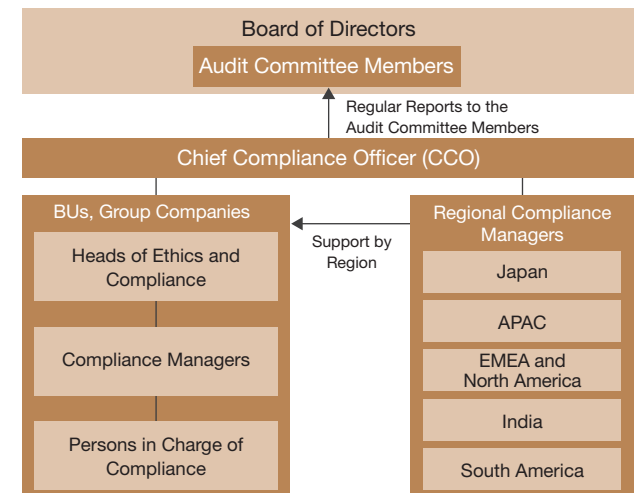 Board of Directors
Audit Committee Members
Regular Reports to the
Audit Committee Members
Chief Compliance Officer (CCO)
BUs, Group Companies
Heads of Ethics and
Compliance
Compliance Managers
Persons in Charge of
Compliance
Support by
Region
Regional Compliance
Managers
Japan
APAC
EMEA and
North America
India
South America